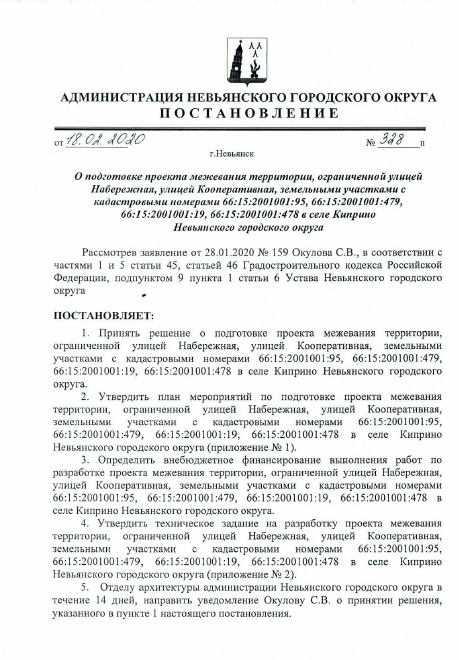 АДМИНИСТРАЦИЯ НЕВЬЯНСКОГО ГОРОДСКОГО ОКРУГА
ПОСТАНОВЛЕНИЕ
от 18.02.2020 № 328 п
г.Невьянск
О подготовке проекта межевания территории, ограниченной улицей
Набережная, улицей Кооперативная, земельными участками с
кадастровыми номерами 66:15:2001001:95, 66:15:2001001:479,
66:15:2001001:19, 66:15:2001001:478 в селе Киприно
Невьянского городского округа
Рассмотрев заявление от 28.01.2020 № 159 Окулова С.В., в соответствии с
частями 1 и 5 статьи 45, статьей 46 Градостроительного кодекса Российской
Федерации, подпунктом 9 пункта 1 статьи 6 Устава Невьянского городского
округа
ПОСТАНОВЛЯЕТ:
1. Принять решение о подготовке проекта межевания территории,
ограниченной улицей Набережная, улицей Кооперативная, земельными
участками с кадастровыми номерами 66:15:2001001:95, 66:15:2001001:479,
66:15:2001001:19, 66:15:2001001:478 в селе Киприно Невьянского городского
округа.
2. Утвердить план мероприятий по подготовке проекта межевания
территории, ограниченной улицей Набережная, улицей Кооперативная,
земельными участками с кадастровыми номерами 66:15:2001001:95,
66:15:2001001:479, 66:15:2001001:19, 66:15:2001001:478 в селе Киприно
Невьянского городского округа (приложение № 1).
3. Определить внебюджетное финансирование выполнения работ по
разработке проекта межевания территории, ограниченной улицей Набережная,
улицей Кооперативная, земельными участками с кадастровыми номерами
66:15:2001001:95, 66:15:2001001:479, 66:15:2001001:19, 66:15:2001001:478 в
селе Киприно Невьянского городского округа.
4. Утвердить техническое задание на разработку проекта межевания
территории, ограниченной улицей Набережная, улицей Кооперативная,
земельными участками с кадастровыми номерами 66:15:2001001:95,
66:15:2001001:479, 66:15:2001001:19, 66:15:2001001:478 в селе Киприно
Невьянского городского округа (приложение № 2).
5. Отделу архитектуры администрации Невьянского городского округа в
течение 14 дней, направить уведомление Окулову С.В. о принятии решения,
указанного в пункте 1 настоящего постановления.